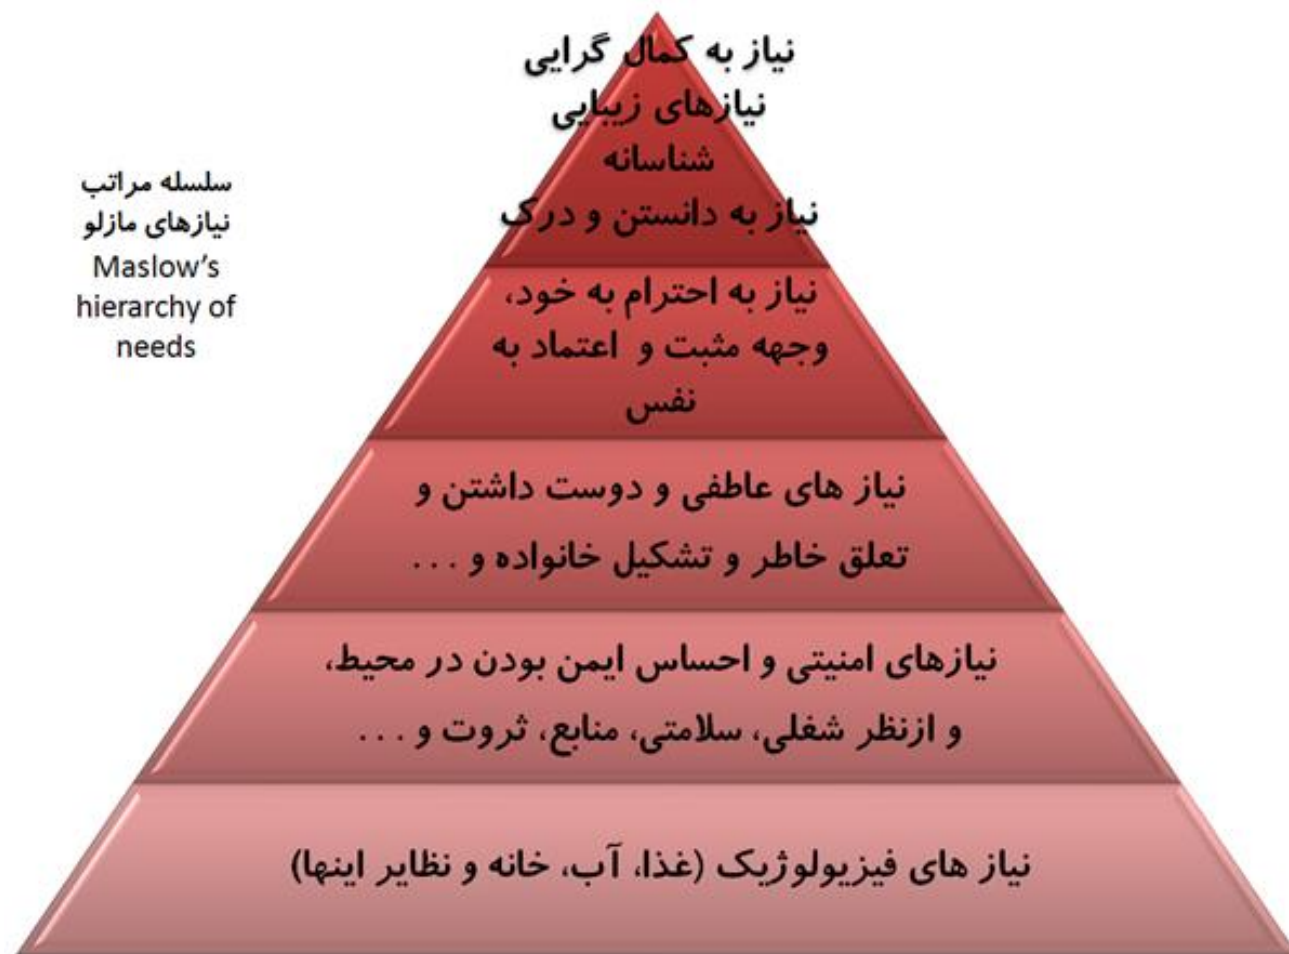 نیاز به کمال گرایی
نیازهای زیبایی
شناسانه
نیاز به دانستن و درک
سلسله مراتب
نیازهای مازلو
Maslow's
hierarchy of
needs
نیاز به احترام به خود،
وجهه مثبت و اعتماد به
نفس
نیاز های عاطفی و دوست داشتن و
تعلق خاطر و تشکیل خانواده و ...
نیازهای امنیتی و احساس ایمن بودن در محیط،
و ازنظر شغلی، سلامتی، منابع، ثروت و ...
نیاز های فیزیولوژیک (غذا، آب، خانه و نظایر اینها)